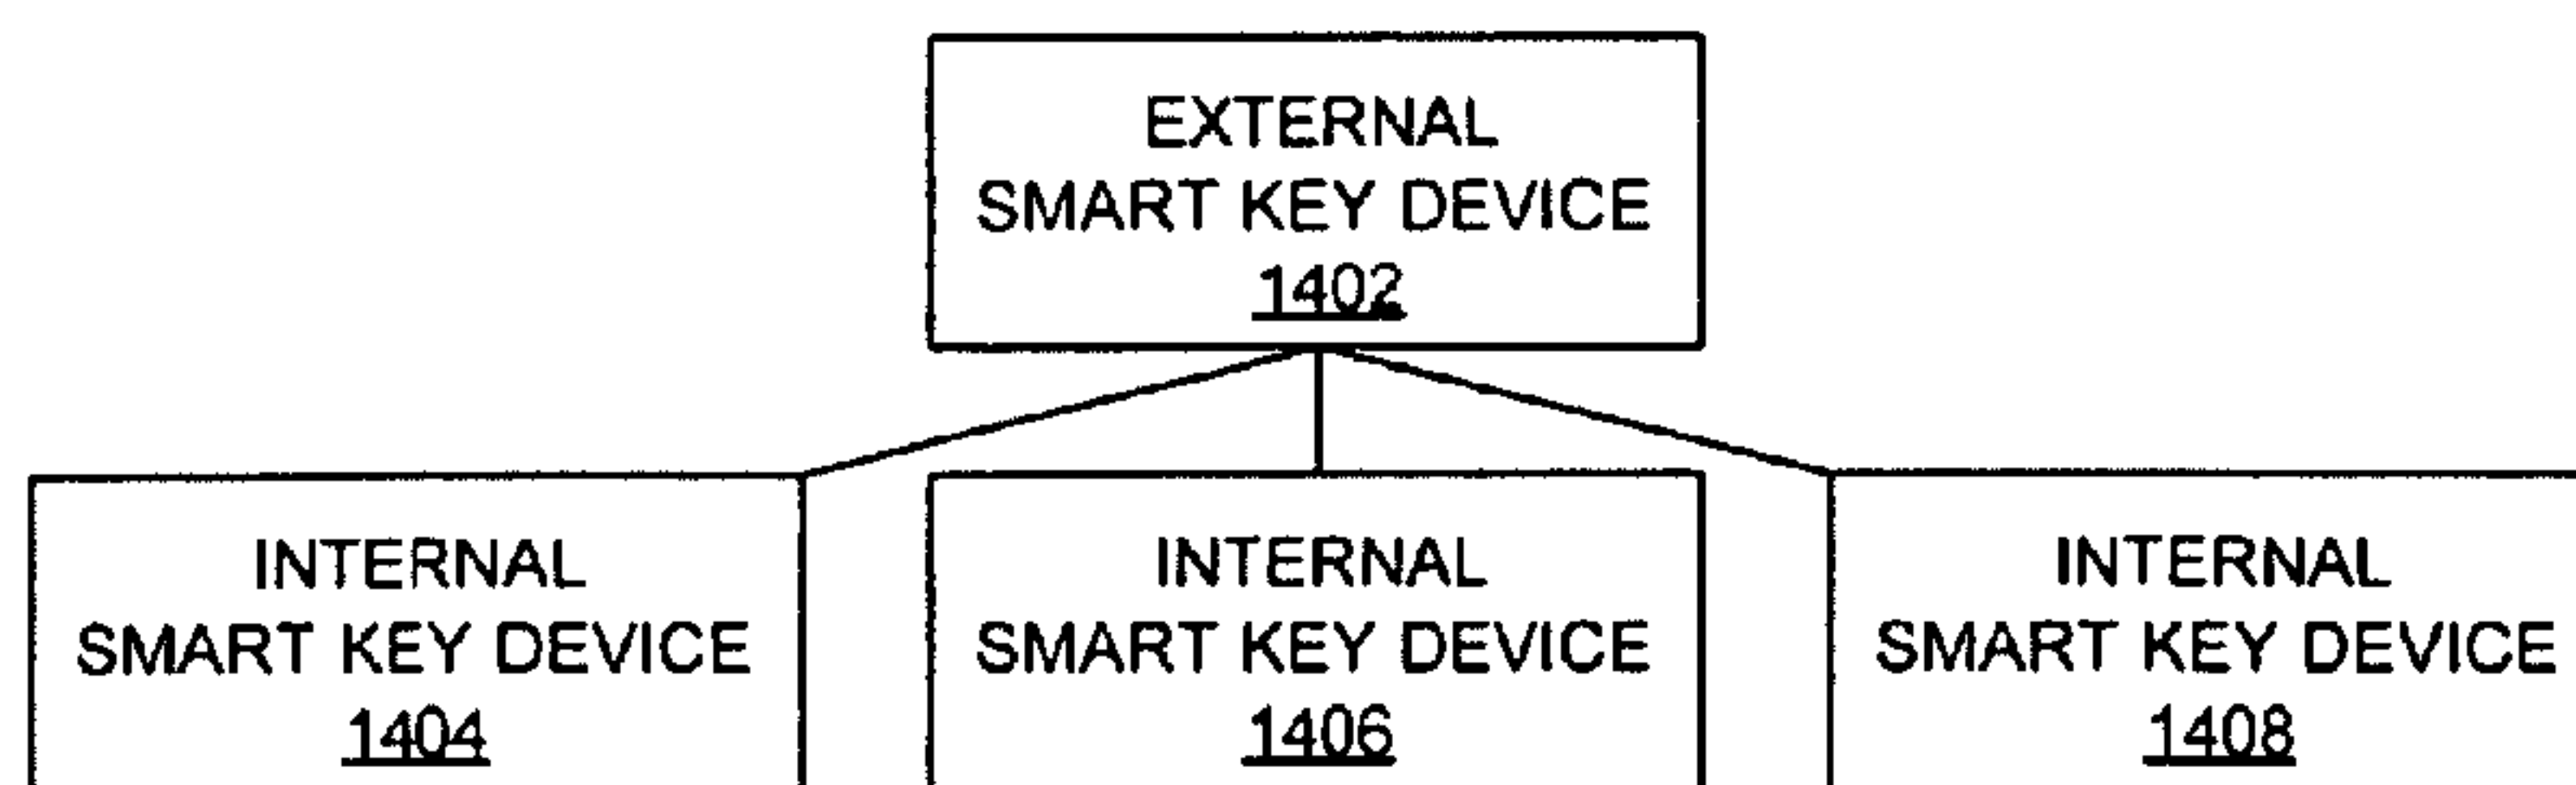 EXTERNAL
SMART KEY DEVICE
1402
INTERNAL
SMART KEY DEVICE
1404
INTERNAL
SMART KEY DEVICE
1406
INTERNAL
SMART KEY DEVICE
1408